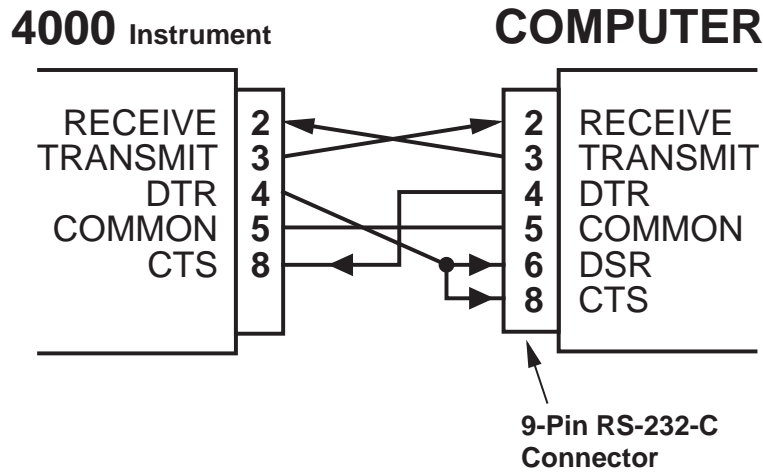 4000 Instrument
COMPUTER
RECEIVE 2
TRANSMIT 3
DTR 4
COMMON 5
CTS 8
2 RECEIVE
3 TRANSMIT
4 DTR
5 COMMON
6 DSR
8 CTS
9-Pin RS-232-C
Connector